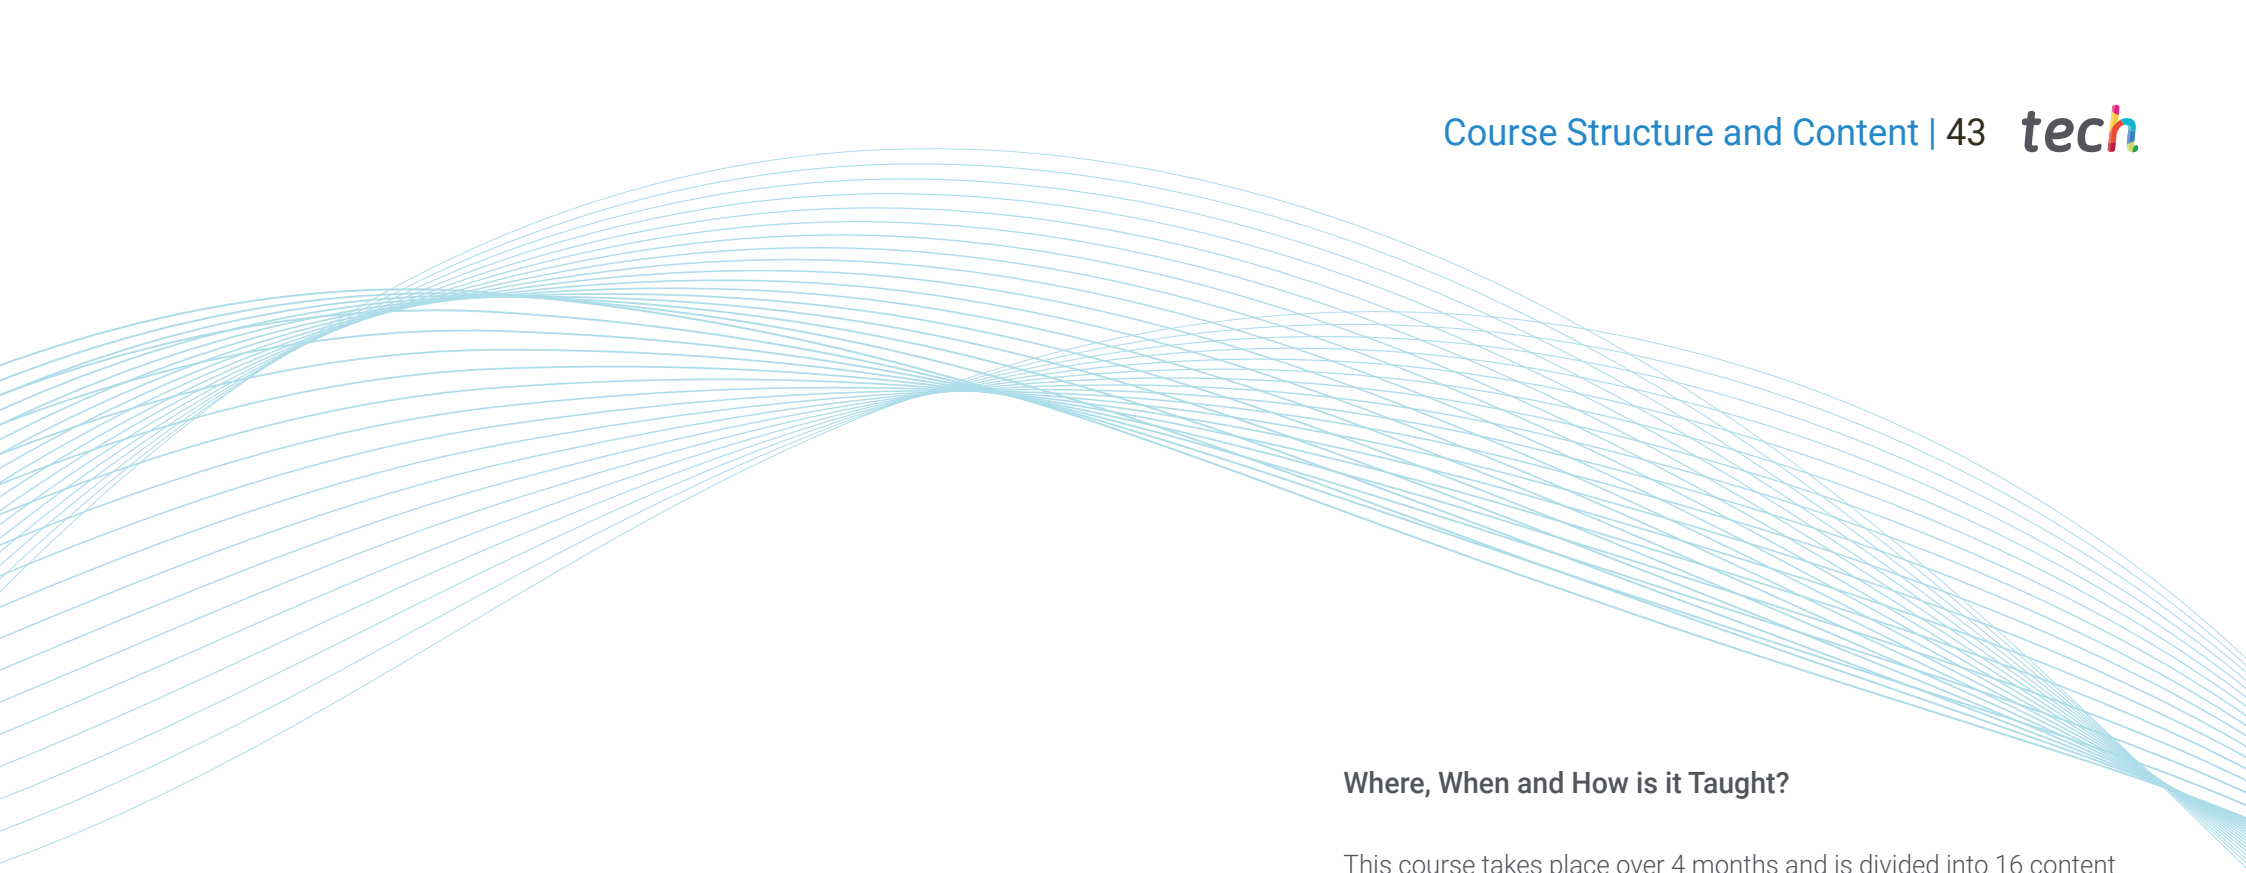 Course Structure and Content | 43 tech
Where, When and How is it Taught?
This course takes place over 4 months and is divided into 16 content